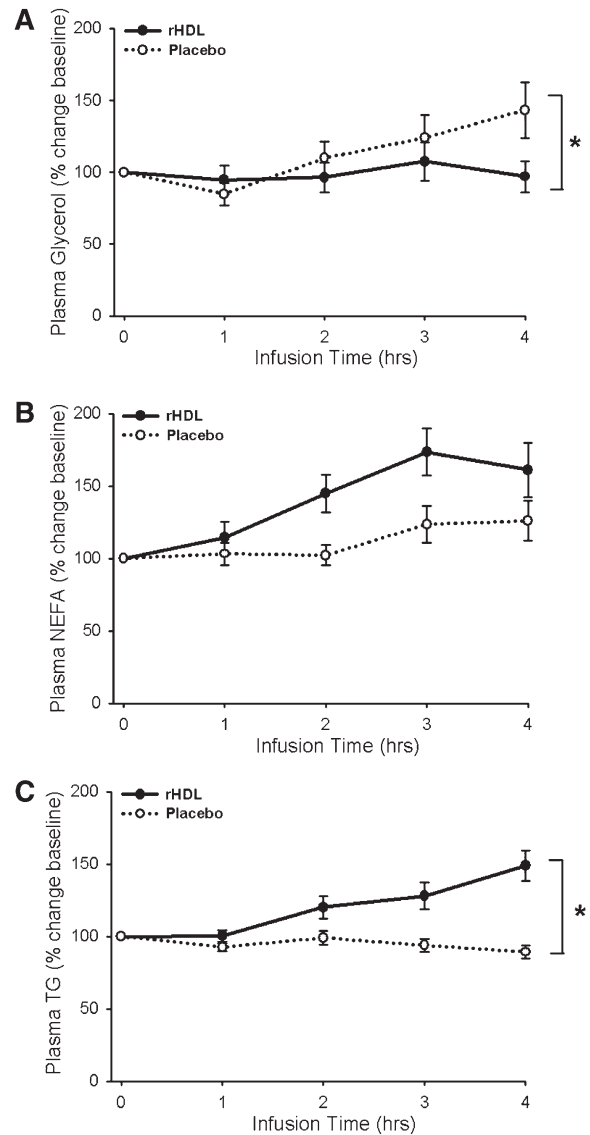 A
Plasma Glycerol (% change baseline)
200
150
100
50
0
rHDL
Placebo
*
0 1 2 3 4
Infusion Time (hrs)
B
Plasma NEFA (% change baseline)
200
150
100
50
0
rHDL
Placebo
0 1 2 3 4
Infusion Time (hrs)
C
Plasma TG (% change baseline)
200
150
100
50
0
rHDL
Placebo
*
0 1 2 3 4
Infusion Time (hrs)